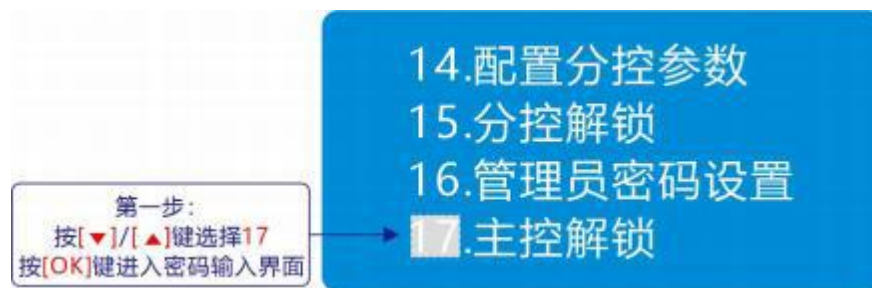 14.配置分控参数
15.分控解锁
16.管理员密码设置
17.主控解锁
第一步:
按[▼]/[▲]键选择17
按[OK]键进入密码输入界面